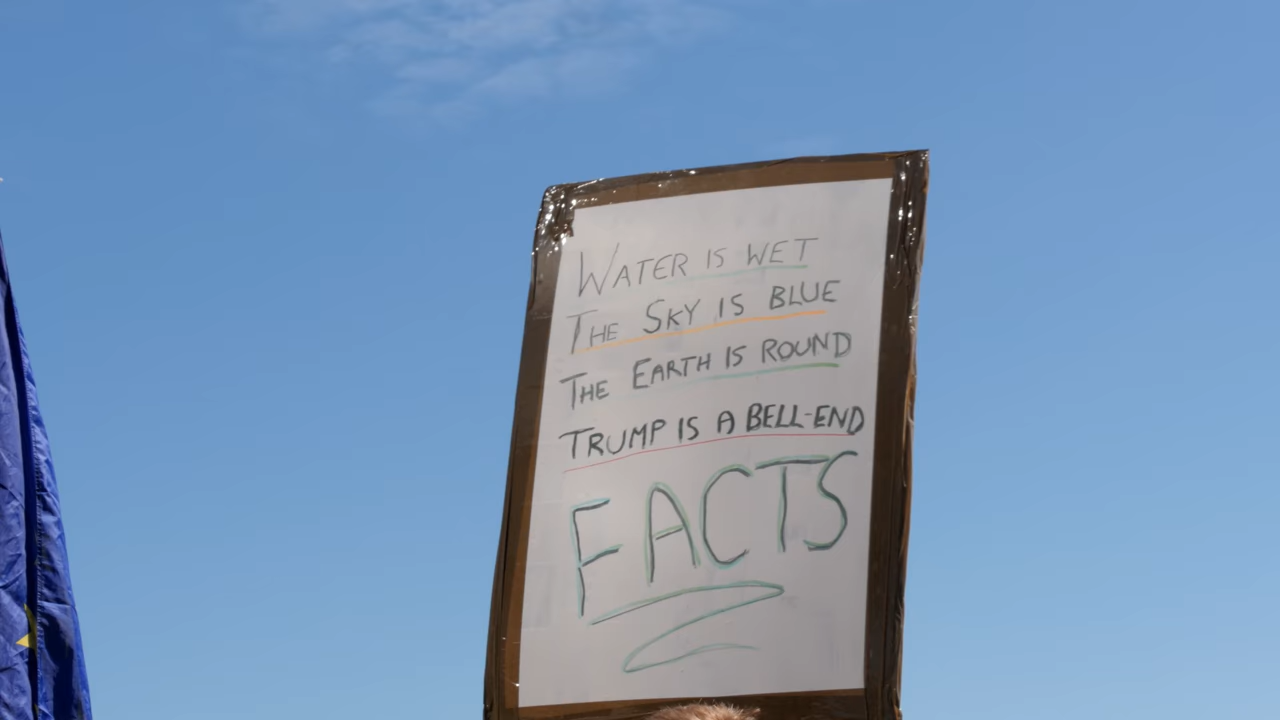 WATER IS WET
THE SKY IS BLUE
THE EARTH IS ROUND
TRUMP IS A BELL-END
FACTS